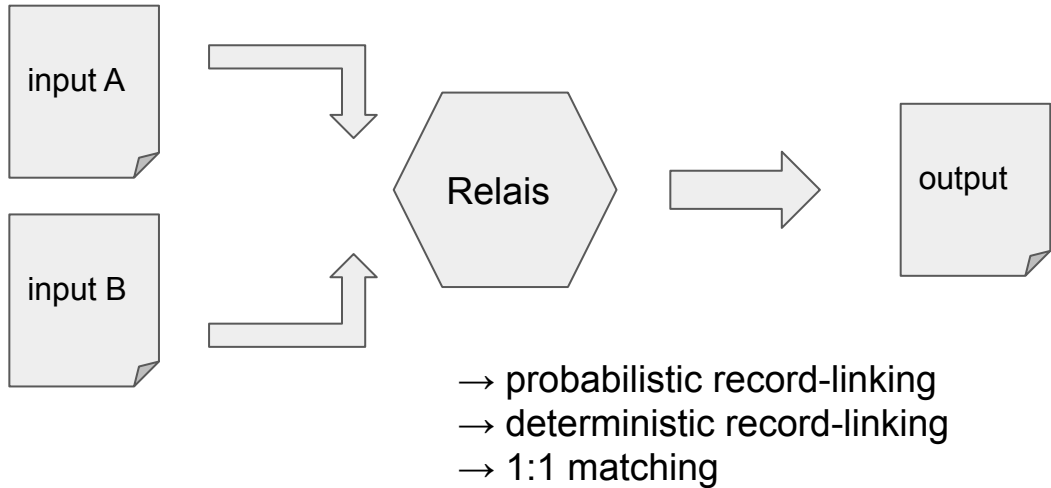 input A
input B
Relais
output
→ probabilistic record-linking
→ deterministic record-linking
→ 1:1 matching